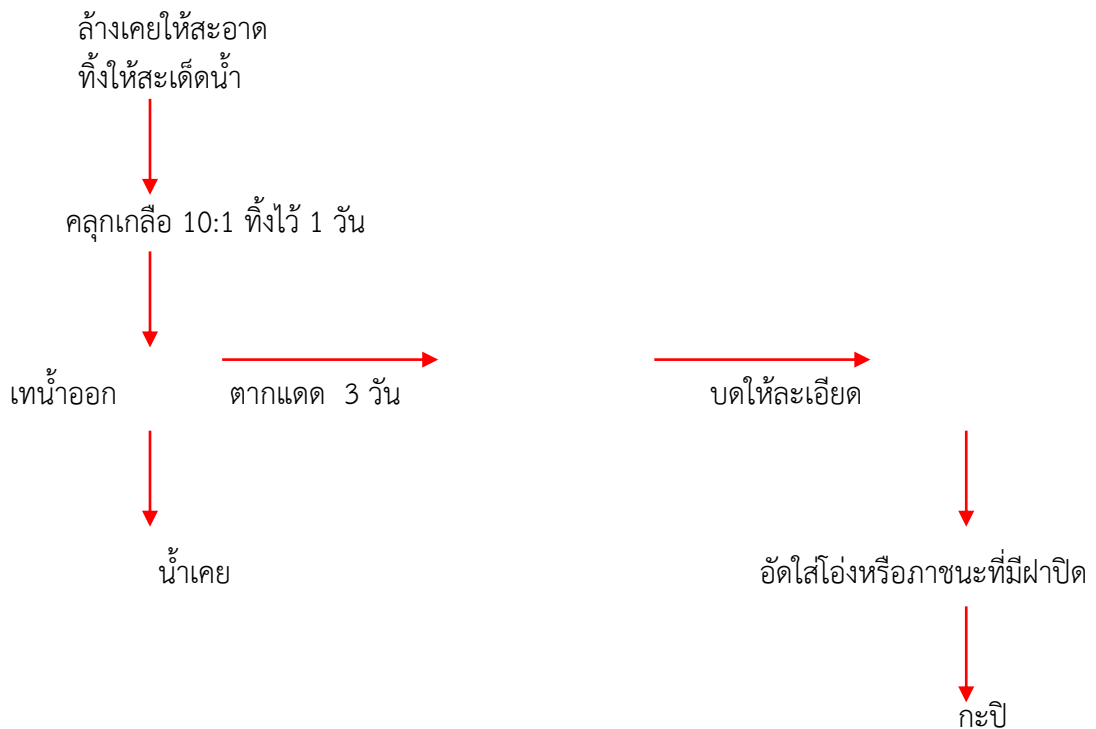 ล้างเคยให้สะอาด
ทิ้งให้สะเด็ดน้ำ
คลุกเกลือ 10:1 ทิ้งไว้ 1 วัน
เทน้ำออก
ตากแดด 3 วัน
บดให้ละเอียด
น้ำเคย
อัดใส่โอ่งหรือภาชนะที่มีฝาปิด
กะปิ